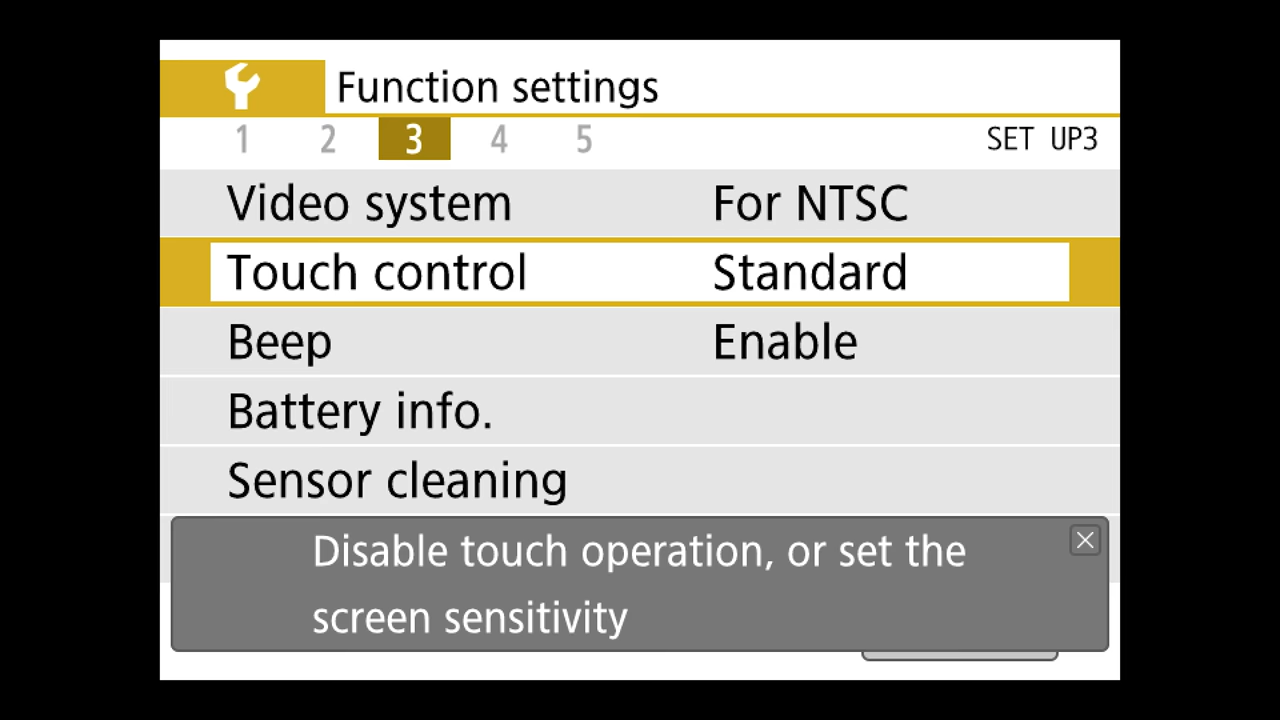 Function settings
1 2 3 4 5 SET UP3
Video system For NTSC
Touch control Standard
Beep Enable
Battery info.
Sensor cleaning
Disable touch operation, or set the
screen sensitivity